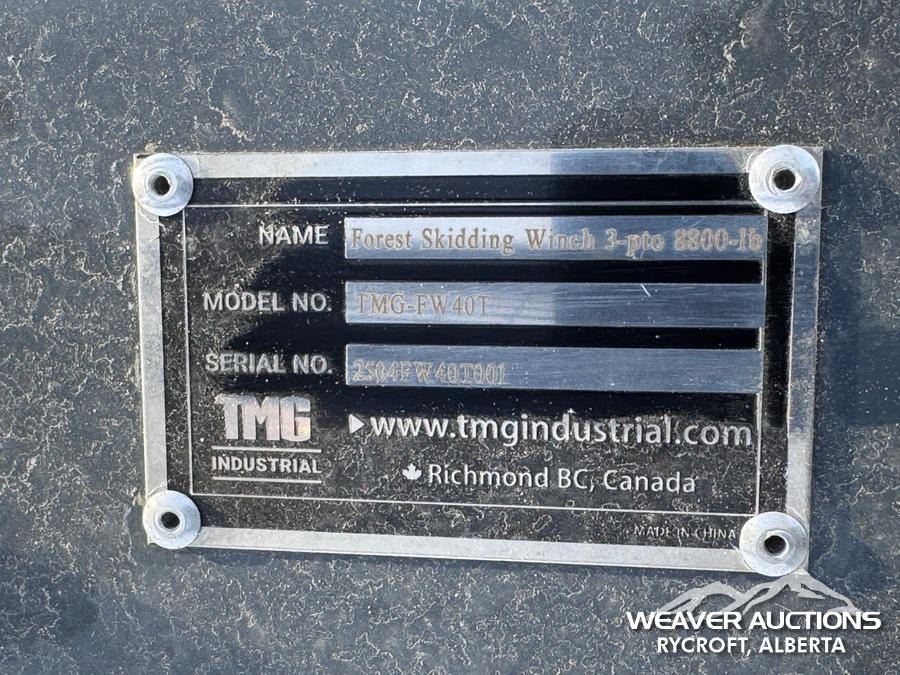 NAME Forest Skidding Winch 3-pto 8800-lb
MODEL NO. TMG-FW40T
SERIAL NO. 2504FW40T001
TMG
INDUSTRIAL
www.tmgindustrial.com
Richmond BC, Canada
MADE IN CHINA
WEAVER AUCTIONS
RYCROFT, ALBERTA